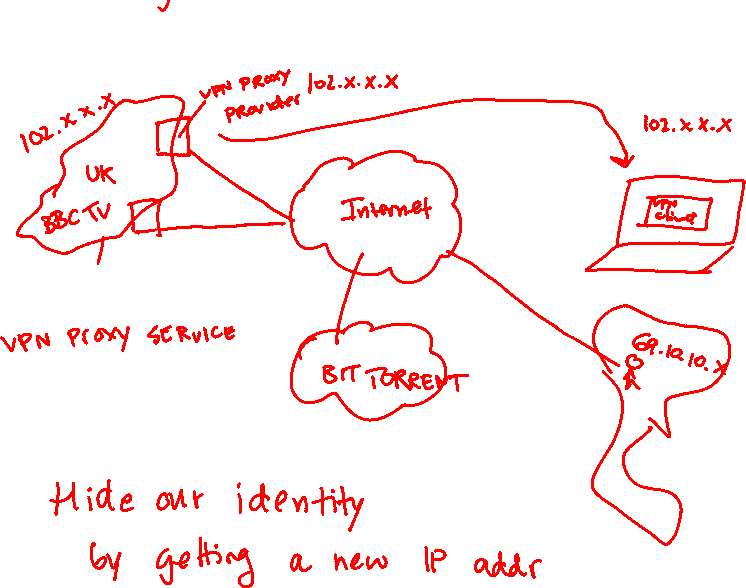 VPN PROXY
PROVIDER 102.X.X.X
102.X.X.X
102.X.X.X
UK
BBC TV
Internet
VPN
client
VPN PROXY SERVICE
69.10.10.X
BIT TORRENT
Hide our identity
by getting a new IP addr